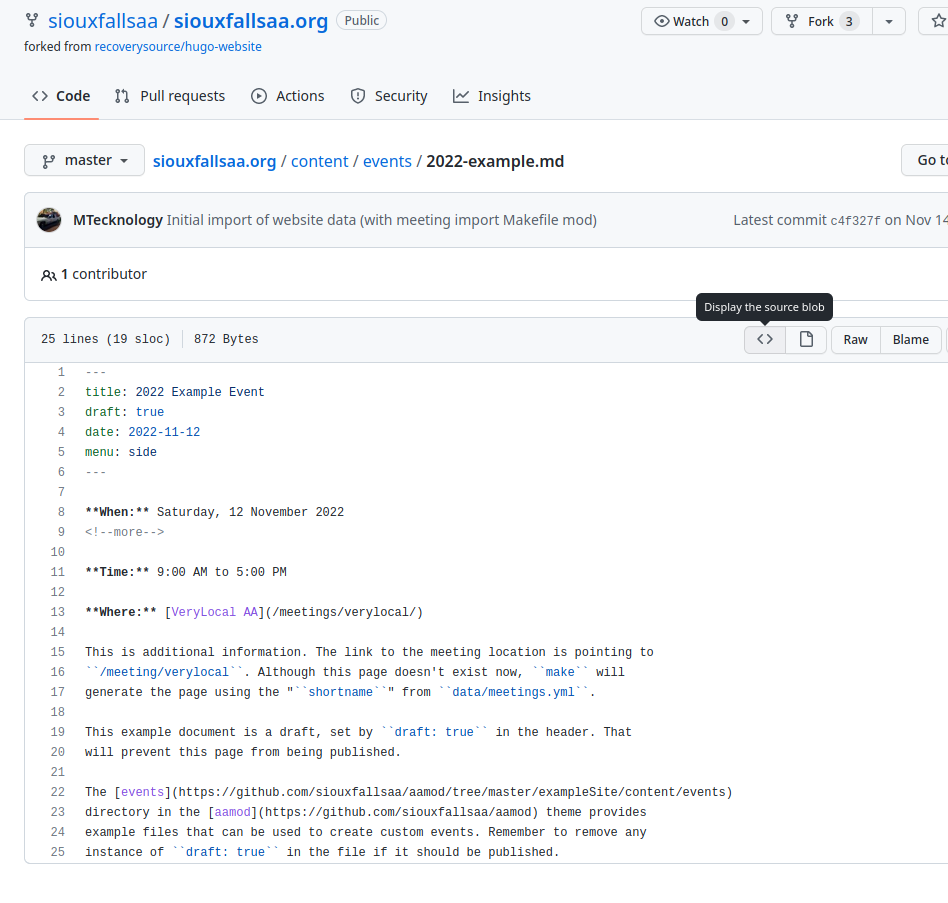 siouxfallsaa / siouxfallsaa.org Public Watch 0 Fork 3
forked from recoverysource/hugo-website
Code Pull requests Actions Security Insights
master siouxfallsaa.org / content / events / 2022-example.md Go t
MTecknology Initial import of website data (with meeting import Makefile mod) Latest commit c4f327f on Nov 14
1 contributor
Display the source blob
25 lines (19 sloc) 872 Bytes Raw Blame
1 ---
2 title: 2022 Example Event
3 draft: true
4 date: 2022-11-12
5 menu: side
6 ---
7
8 **When:** Saturday, 12 November 2022
9 <!--more-->
10
11 **Time:** 9:00 AM to 5:00 PM
12
13 **Where:** [VeryLocal AA](/meetings/verylocal/)
14
15 This is additional information. The link to the meeting location is pointing to
16 ``/meeting/verylocal``. Although this page doesn't exist now, ``make`` will
17 generate the page using the "``shortname``" from ``data/meetings.yml``.
18
19 This example document is a draft, set by ``draft: true`` in the header. That
20 will prevent this page from being published.
21
22 The [events](https://github.com/siouxfallsaa/aamod/tree/master/exampleSite/content/events)
23 directory in the [aamod](https://github.com/siouxfallsaa/aamod) theme provides
24 example files that can be used to create custom events. Remember to remove any
25 instance of ``draft: true`` in the file if it should be published.